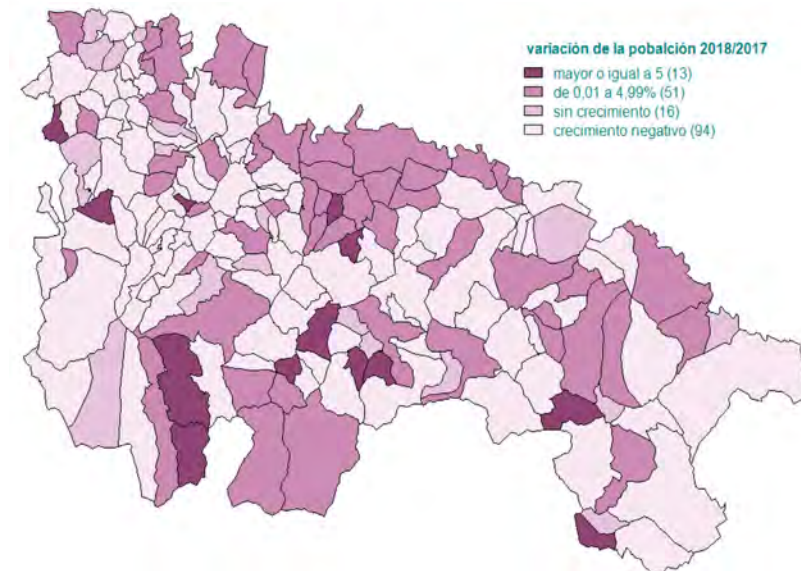 variación de la pobalción 2018/2017
mayor o igual a 5 (13)
de 0,01 a 4,99% (51)
sin crecimiento (16)
crecimiento negativo (94)